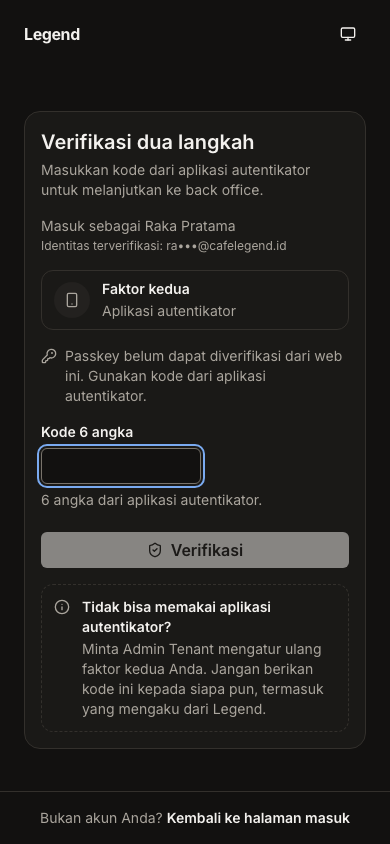 Legend
Verifikasi dua langkah
Masukkan kode dari aplikasi autentikator
untuk melanjutkan ke back office.
Masuk sebagai Raka Pratama
Identitas terverifikasi: ra•••@cafelegend.id
Faktor kedua
Aplikasi autentikator
Passkey belum dapat diverifikasi dari web
ini. Gunakan kode dari aplikasi
autentikator.
Kode 6 angka
6 angka dari aplikasi autentikator.
Verifikasi
Tidak bisa memakai aplikasi
autentikator?
Minta Admin Tenant mengatur ulang
faktor kedua Anda. Jangan berikan
kode ini kepada siapa pun, termasuk
yang mengaku dari Legend.
Bukan akun Anda? Kembali ke halaman masuk